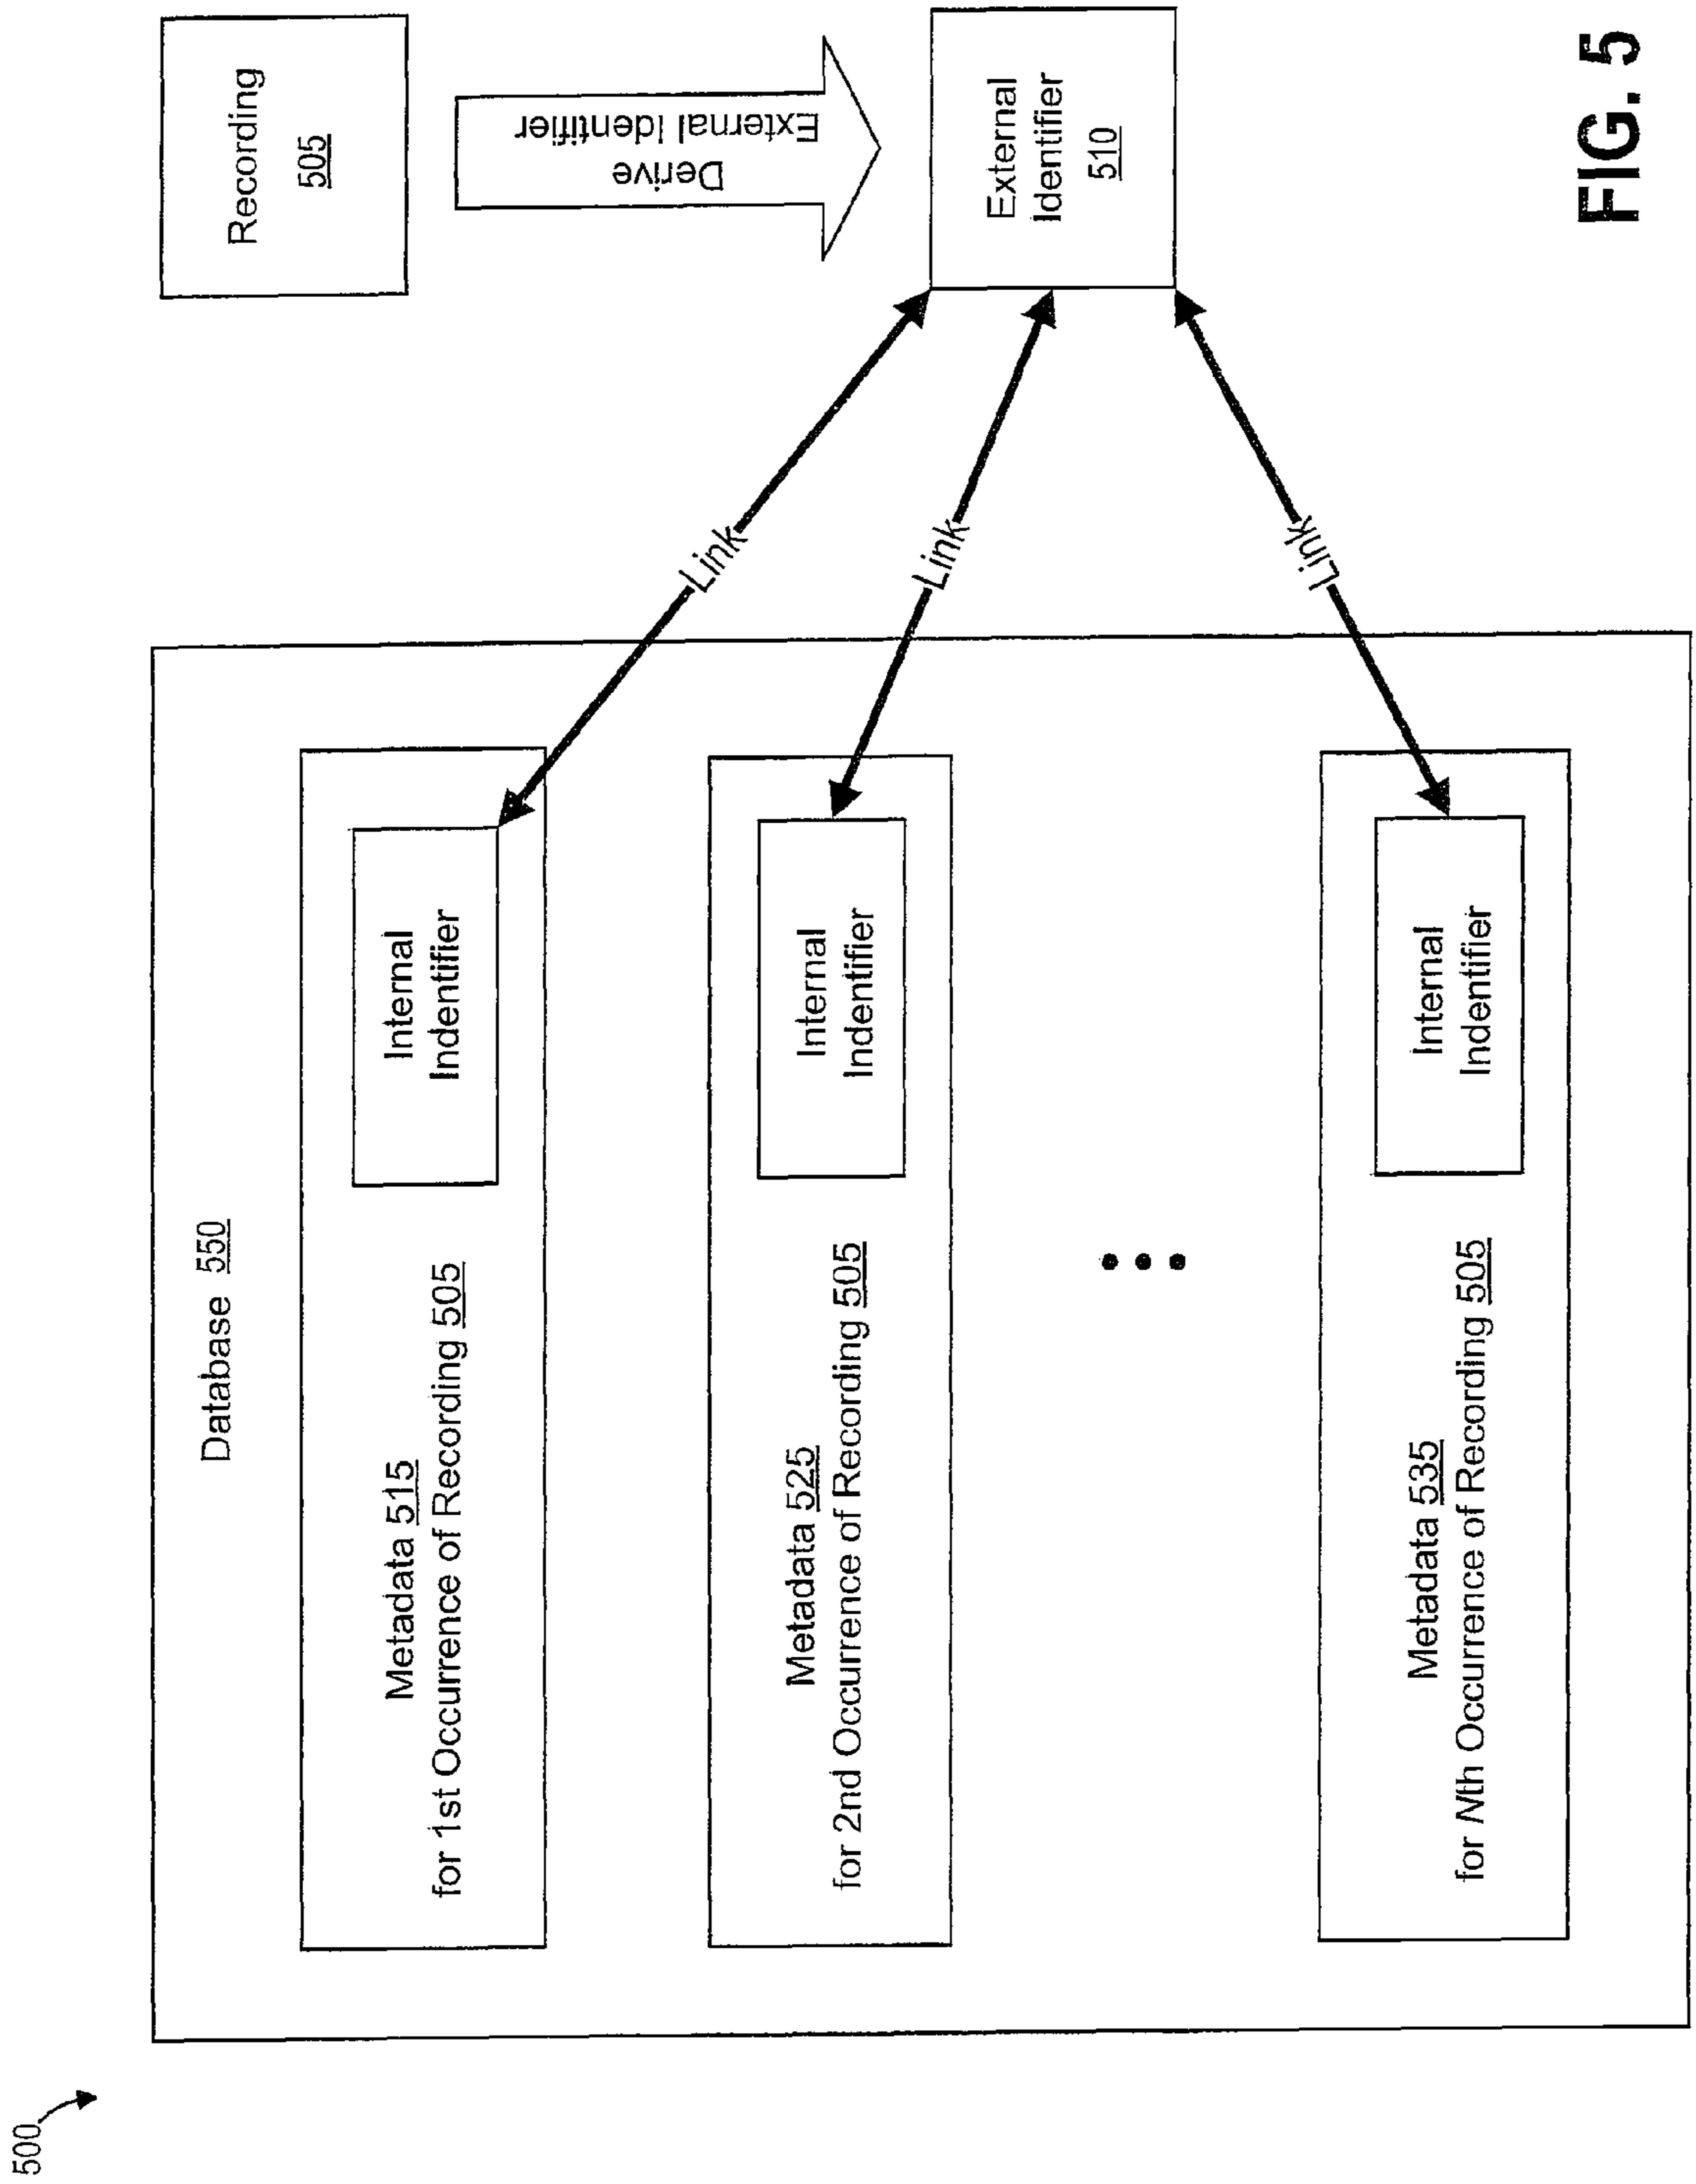 500
Database 550
Metadata 515
for 1st Occurrence of Recording 505
Internal
Indentifier
Metadata 525
for 2nd Occurrence of Recording 505
Internal
Indentifier
Metadata 535
for Nth Occurrence of Recording 505
Internal
Indentifier
Link
Link
Link
Recording
505
Derive
External Identifier
External
Identifier
510
FIG. 5